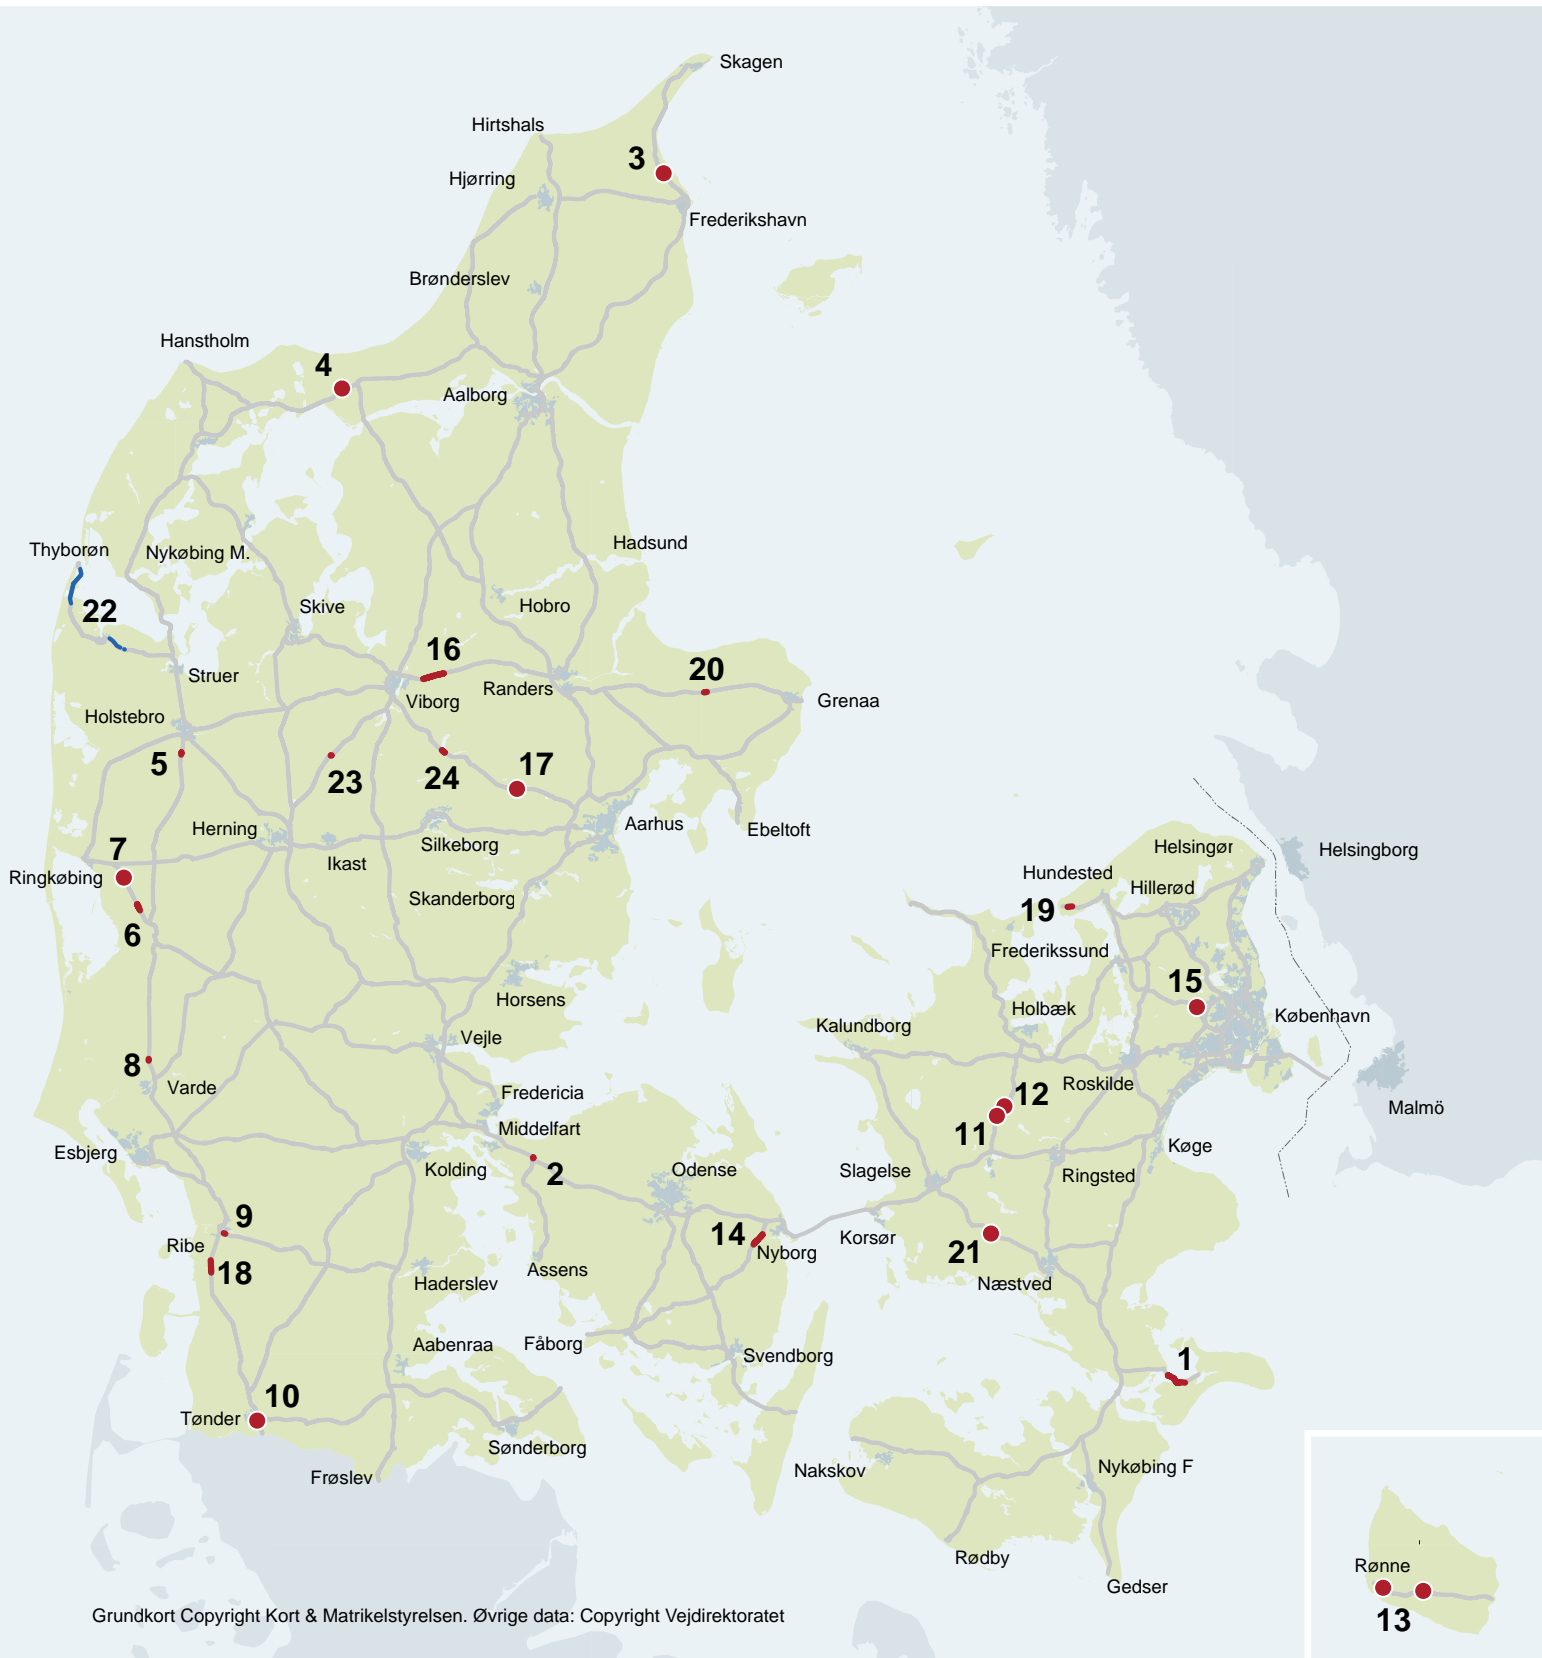 Skagen
Hirtshals
3
Hjørring
Frederikshavn
Brønderslev
Hanstholm
4
Aalborg
Hadsund
Thyborøn
Nykøbing M.
22
Skive
Hobro
16
20
Struer
Viborg
Randers
Grenaa
Holstebro
5
23
24
17
Herning
Ikast
Silkeborg
Aarhus
Ebeltoft
7
Ringkøbing
6
Skanderborg
Helsingør
Helsingborg
Hundested
Hillerød
19
Frederikssund
15
Horsens
Holbæk
København
Kalundborg
Vejle
8
Varde
Fredericia
Roskilde
12
11
Malmö
Middelfart
Esbjerg
Kolding
2
Odense
Slagelse
Ringsted
Køge
9
Ribe
18
14
Nyborg
Korsør
21
Næstved
Haderslev
Assens
Aabenraa
Fåborg
Svendborg
1
10
Tønder
Sønderborg
Frøslev
Nakskov
Nykøbing F
Rødby
Gedser
Rønne
13
Grundkort Copyright Kort & Matrikelstyrelsen. Øvrige data: Copyright Vejdirektoratet